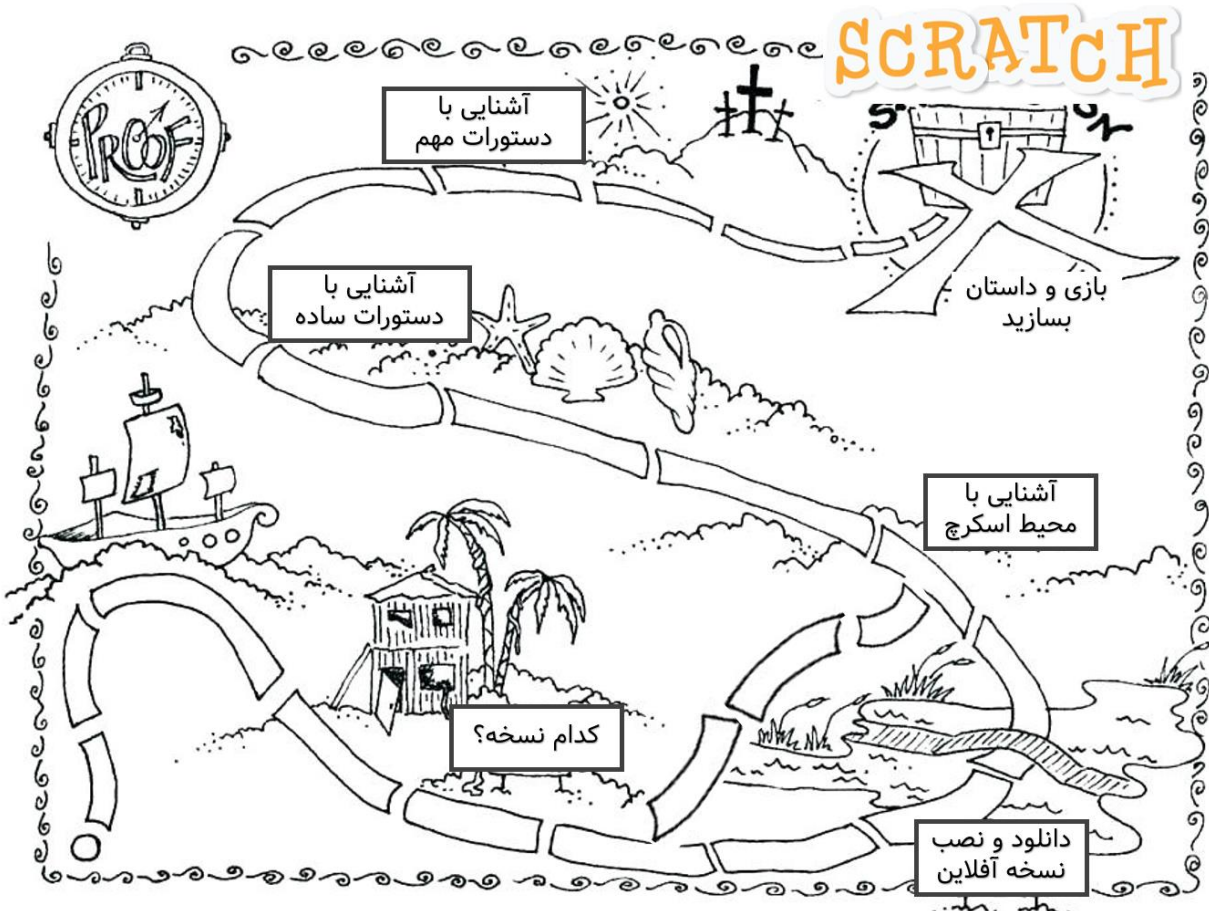 SCRATCH
PROOF
آشنایی با
دستورات مهم
آشنایی با
دستورات ساده
بازی و داستان
بسازید
آشنایی با
محیط اسکرچ
کدام نسخه؟
دانلود و نصب
نسخه آفلاین